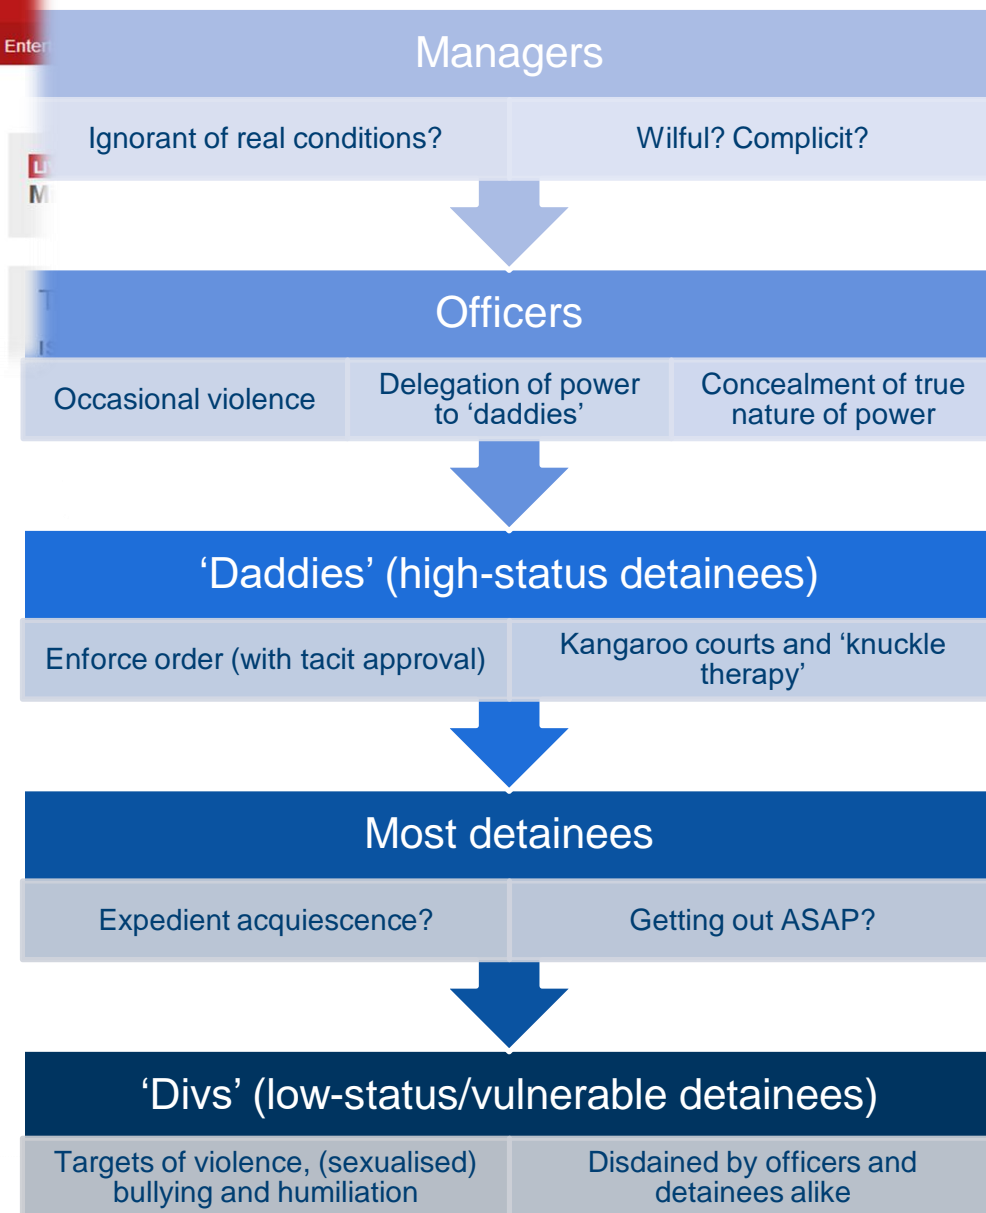 Managers
Ignorant of real conditions?
Wilful? Complicit?
Officers
Occasional violence
Delegation of power
to ‘daddies’
Concealment of true
nature of power
‘Daddies’ (high-status detainees)
Enforce order (with tacit approval)
Kangaroo courts and ‘knuckle
therapy’
Most detainees
Expedient acquiescence?
Getting out ASAP?
‘Divs’ (low-status/vulnerable detainees)
Targets of violence, (sexualised)
bullying and humiliation
Disdained by officers and
detainees alike